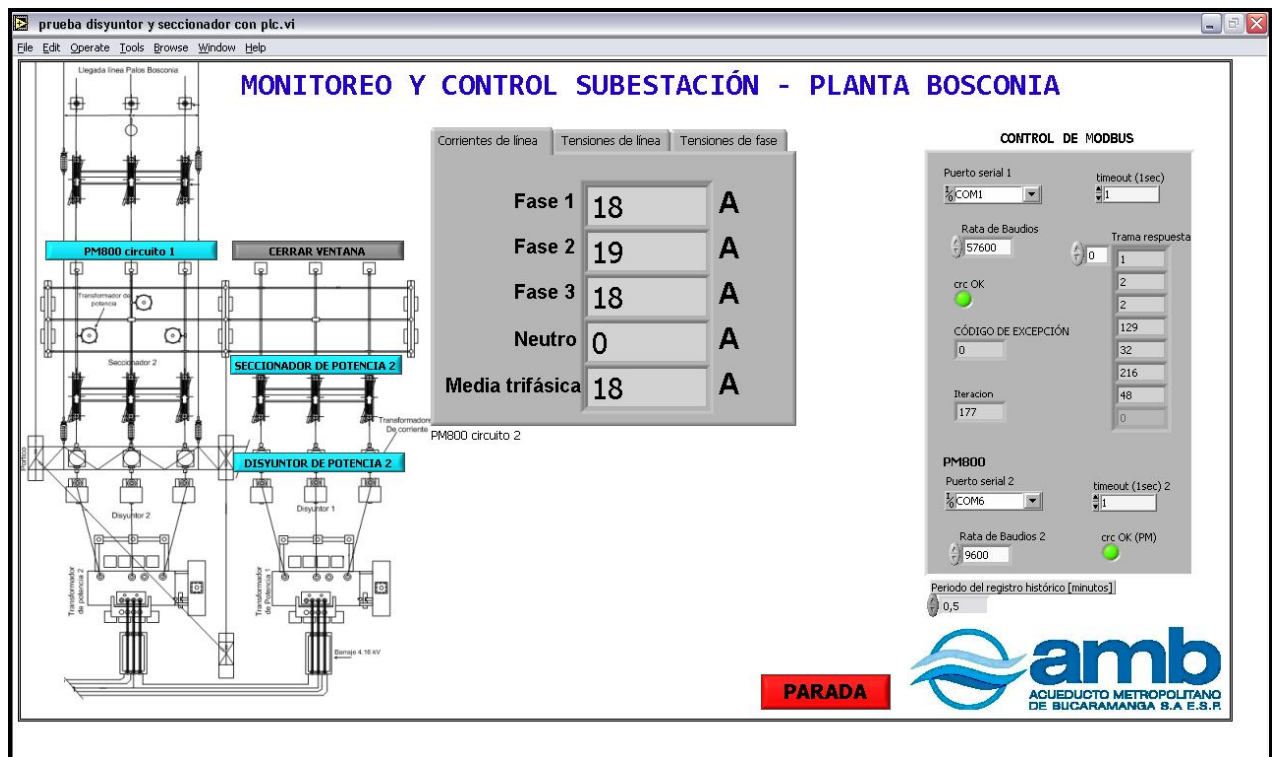 prueba disyuntor y seccionador con plc.vi
File Edit Operate Tools Browse Window Help
MONITOREO Y CONTROL SUBESTACIÓN - PLANTA BOSCONIA
Llegada línea Palos Bosconia
PM800 circuito 1
CERRAR VENTANA
Transformador de
potencia
Seccionador 2
SECCIONADOR DE POTENCIA 2
Transformadores
De corriente
Portico
DISYUNTOR DE POTENCIA 2
Disyuntor 2
Disyuntor 1
Transformador
de potencia 2
Transformador
de Potencia 1
Barraje 4.16 kV
Corrientes de línea
Tensiones de línea
Tensiones de fase
Fase 1 18 A
Fase 2 19 A
Fase 3 18 A
Neutro 0 A
Media trifásica 18 A
PM800 circuito 2
CONTROL DE MODBUS
Puerto serial 1
COM1
timeout (1sec)
1
Rata de Baudios
57600
Trama respuesta
0
1
2
2
129
32
216
48
0
crc OK
CÓDIGO DE EXCEPCIÓN
0
Iteracion
177
PM800
Puerto serial 2
COM6
timeout (1sec) 2
1
Rata de Baudios 2
9600
crc OK (PM)
Periodo del registro histórico [minutos]
0,5
PARADA
amb
ACUEDUCTO METROPOLITANO
DE BUCARAMANGA S.A E.S.P.